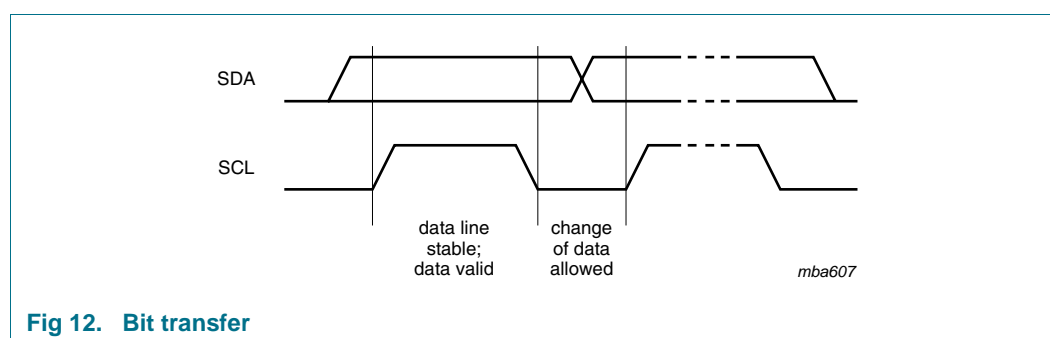 SDA
SCL
data line
stable;
data valid
change
of data
allowed
mba607
Fig 12. Bit transfer